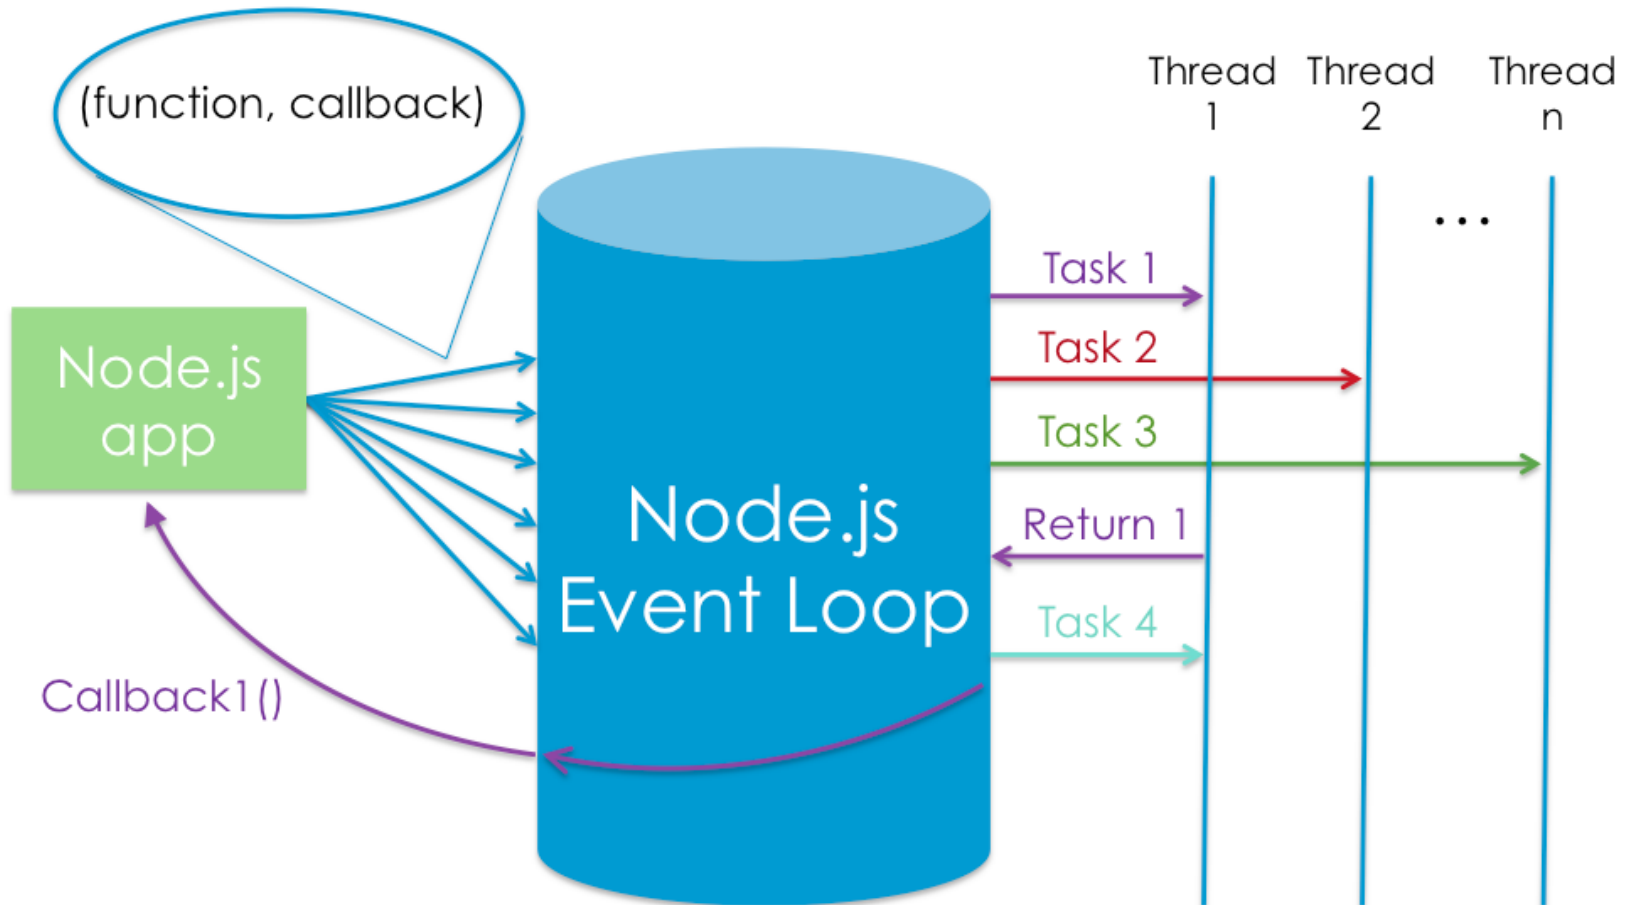 (function, callback)
Thread
1
Thread
2
...
Thread
n
Task 1
Task 2
Task 3
Return 1
Task 4
Node.js
app
Node.js
Event Loop
Callback1()